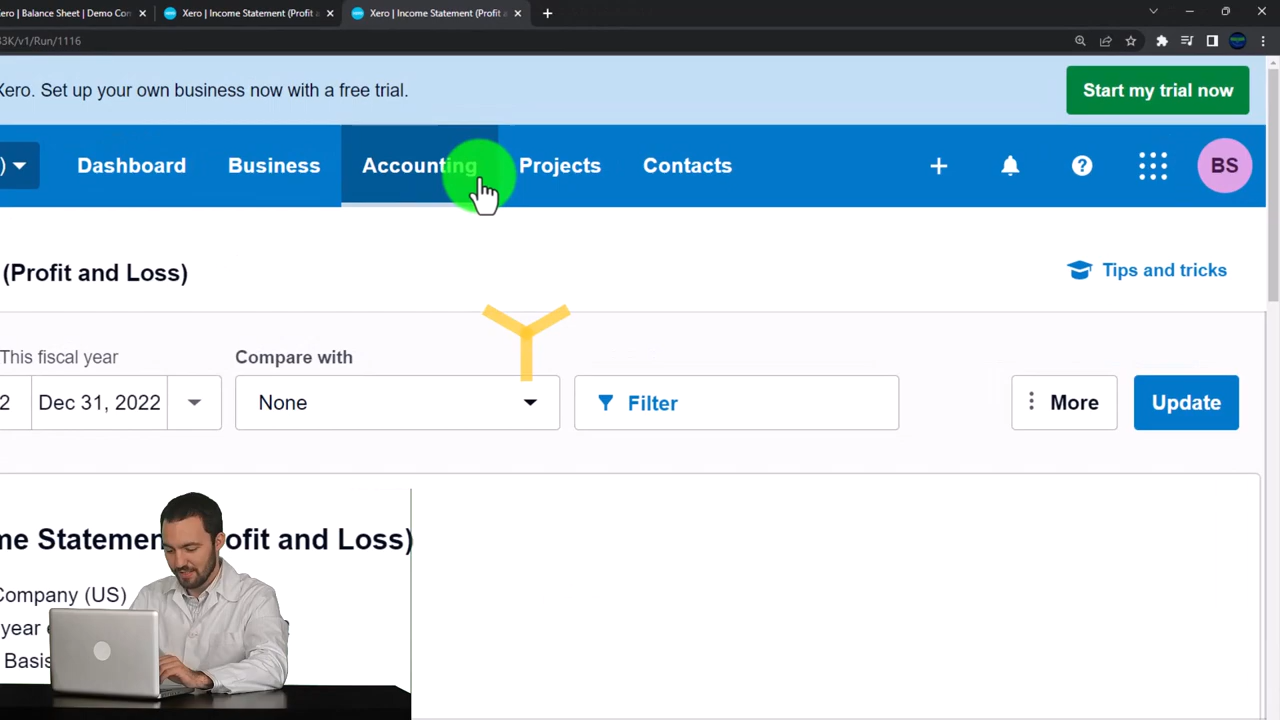 ero | Balance Sheet | Demo Con
Xero | Income Statement (Profit a
Xero | Income Statement (Profit a
33K/v1/Run/1116
Xero. Set up your own business now with a free trial.
Start my trial now
) Dashboard Business Accounting Projects Contacts BS
(Profit and Loss)
Tips and tricks
This fiscal year
Compare with
2 Dec 31, 2022 None Filter More Update
me Statemen ofit and Loss)
Company (US)
year e
Basis